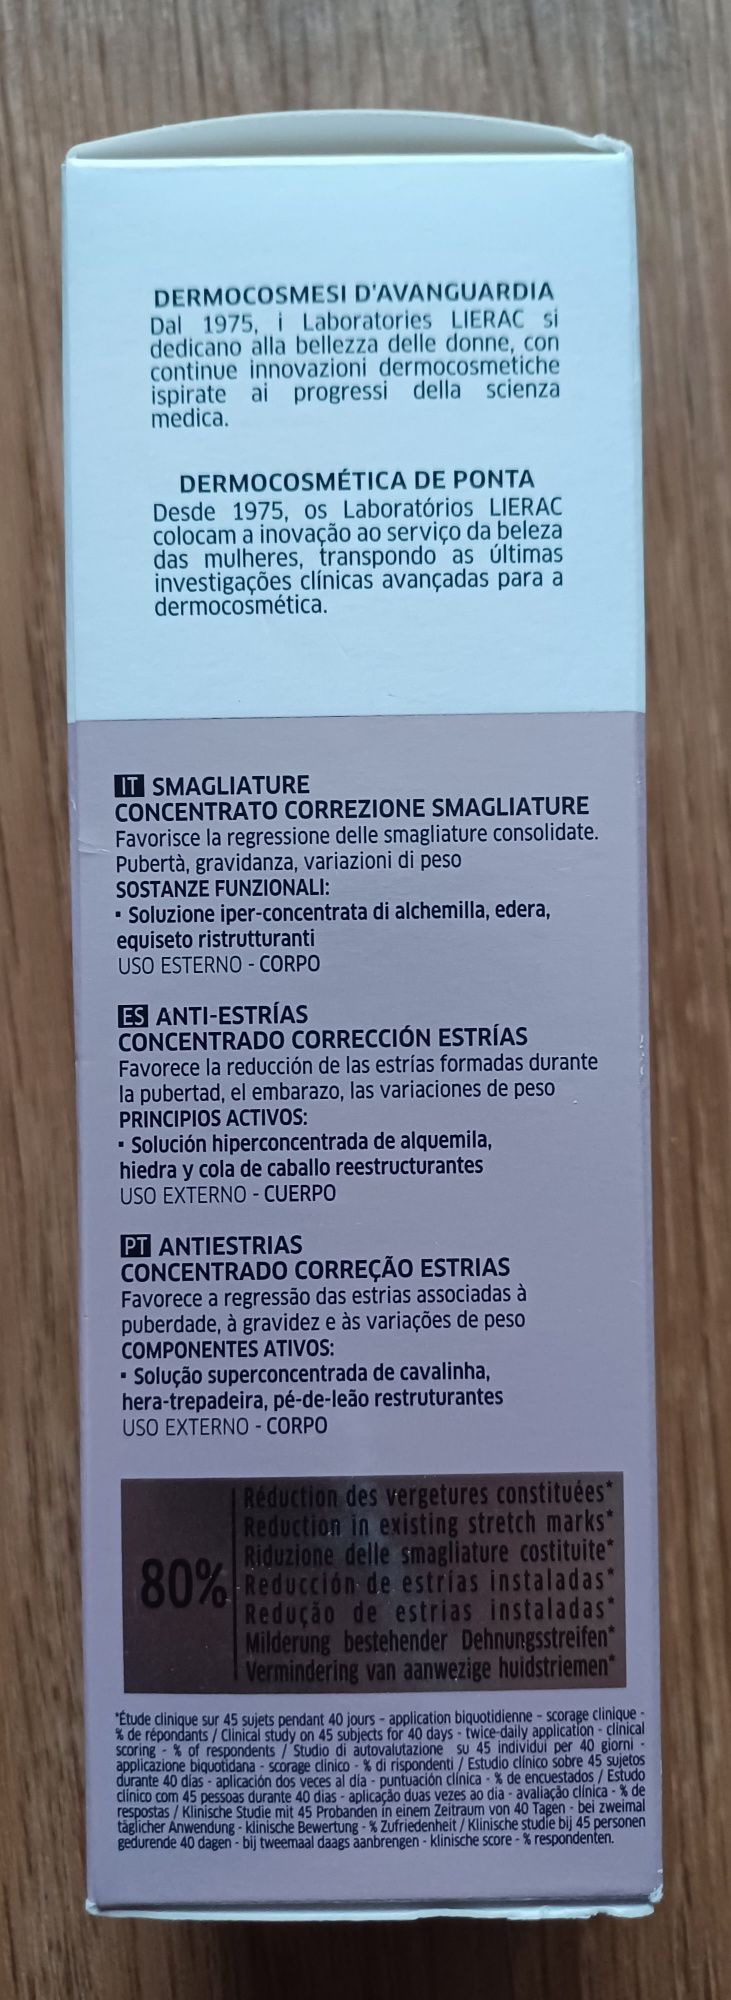 DERMOCOSMESI D'AVANGUARDIA
Dal 1975, i Laboratories LIERAC si
dedicano alla bellezza delle donne, con
continue innovazioni dermocosmetiche
ispirate ai progressi della scienza
medica.
DERMOCOSMÉTICA DE PONTA
Desde 1975, os Laboratórios LIERAC
colocam a inovação ao serviço da beleza
das mulheres, transpondo as últimas
investigações clínicas avançadas para a
dermocosmética.
IT SMAGLIATURE
CONCENTRATO CORREZIONE SMAGLIATURE
Favorisce la regressione delle smagliature consolidate.
Pubertà, gravidanza, variazioni di peso
SOSTANZE FUNZIONALI:
▪ Soluzione iper-concentrata di alchemilla, edera,
equiseto ristrutturanti
USO ESTERNO - CORPO
ES ANTI-ESTRÍAS
CONCENTRADO CORRECCIÓN ESTRÍAS
Favorece la reducción de las estrías formadas durante
la pubertad, el embarazo, las variaciones de peso
PRINCIPIOS ACTIVOS:
▪ Solución hiperconcentrada de alquemila,
hiedra y cola de caballo reestructurantes
USO EXTERNO - CUERPO
PT ANTIESTRIAS
CONCENTRADO CORREÇÃO ESTRIAS
Favorece a regressão das estrias associadas à
puberdade, à gravidez e às variações de peso
COMPONENTES ATIVOS:
▪ Solução superconcentrada de cavalinha,
hera-trepadeira, pé-de-leão restruturantes
USO EXTERNO - CORPO
80%
Réduction des vergetures constituées*
Reduction in existing stretch marks*
Riduzione delle smagliature costituite*
Reducción de estrías instaladas*
Redução de estrias instaladas*
Milderung bestehender Dehnungsstreifen*
Vermindering van aanwezige huidstriemen*
*Étude clinique sur 45 sujets pendant 40 jours - application biquotidienne - scorage clinique -
% de répondants / Clinical study on 45 subjects for 40 days - twice-daily application - clinical
scoring - % of respondents / Studio di autovalutazione su 45 individui per 40 giorni -
applicazione biquotidana - scorage clinico - % di rispondenti / Estudio clínico sobre 45 sujetos
durante 40 días - aplicación dos veces al día - puntuación clínica - % de encuestados / Estudo
clínico com 45 pessoas durante 40 dias - aplicação duas vezes ao dia - avaliação clínica - % de
respostas / Klinische Studie mit 45 Probanden in einem Zeitraum von 40 Tagen - bei zweimal
täglicher Anwendung - klinische Bewertung - % Zufriedenheit / Klinische studie bij 45 personen
gedurende 40 dagen - bij tweemaal daags aanbrengen - klinische score - % respondenten.